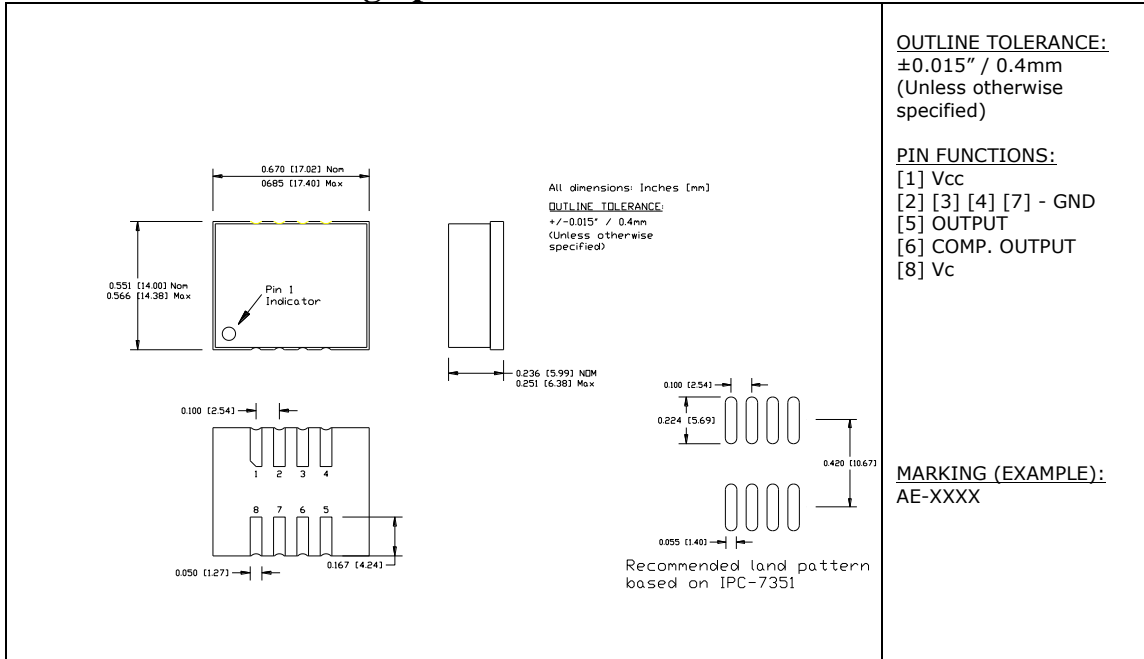 0.670 [17.02] Nom
0685 [17.40] Max
0.551 [14.00] Nom
0.566 [14.38] Max
Pin 1
Indicator
All dimensions: Inches [mm]
OUTLINE TOLERANCE:
+/-0.015" / 0.4mm
(Unless otherwise
specified)
0.236 [5.99] NOM
0.251 [6.38] Max
0.100 [2.54]
1 2 3 4
8 7 6 5
0.050 [1.27]
0.167 [4.24]
0.100 [2.54]
0.224 [5.69]
0.420 [10.67]
0.055 [1.40]
Recommended land pattern
based on IPC-7351
OUTLINE TOLERANCE:
±0.015″ / 0.4mm
(Unless otherwise
specified)
PIN FUNCTIONS:
[1] Vcc
[2] [3] [4] [7] - GND
[5] OUTPUT
[6] COMP. OUTPUT
[8] Vc
MARKING (EXAMPLE):
AE-XXXX